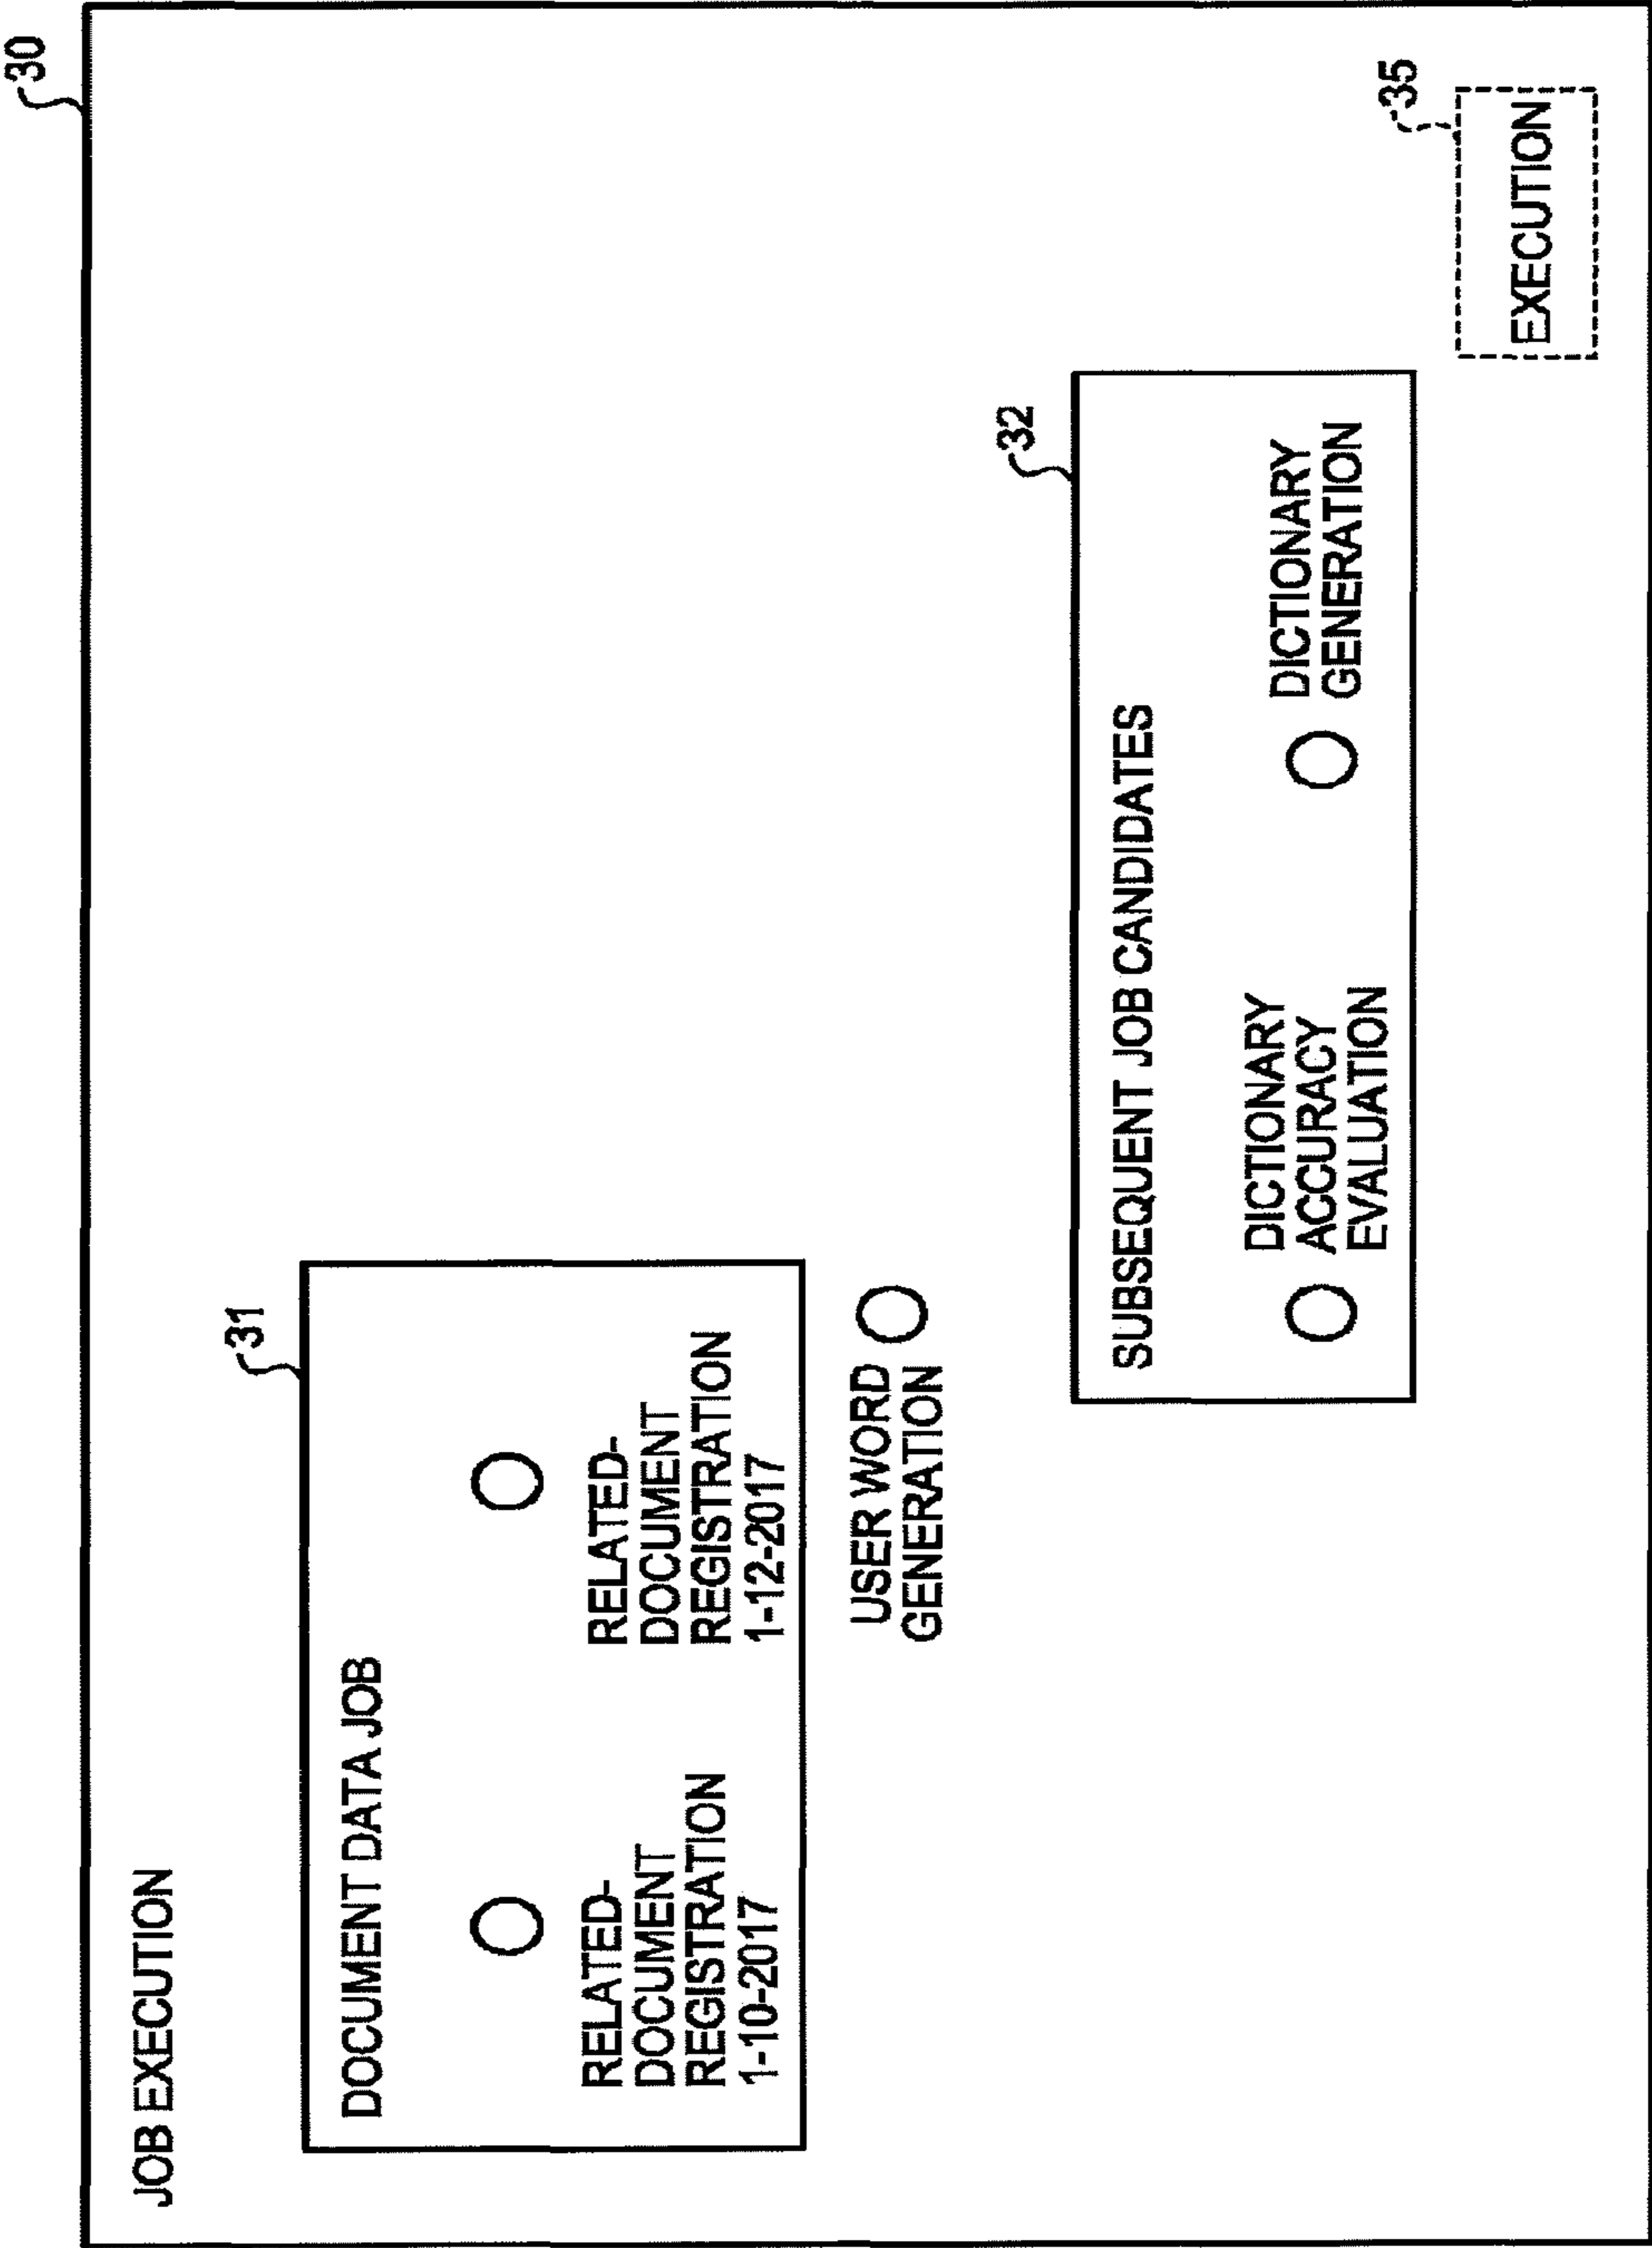 30
JOB EXECUTION
31
DOCUMENT DATA JOB
RELATED-
DOCUMENT
REGISTRATION
1-10-2017
RELATED-
DOCUMENT
REGISTRATION
1-12-2017
USER WORD
GENERATION
32
SUBSEQUENT JOB CANDIDATES
DICTIONARY
ACCURACY
EVALUATION
DICTIONARY
GENERATION
35
EXECUTION